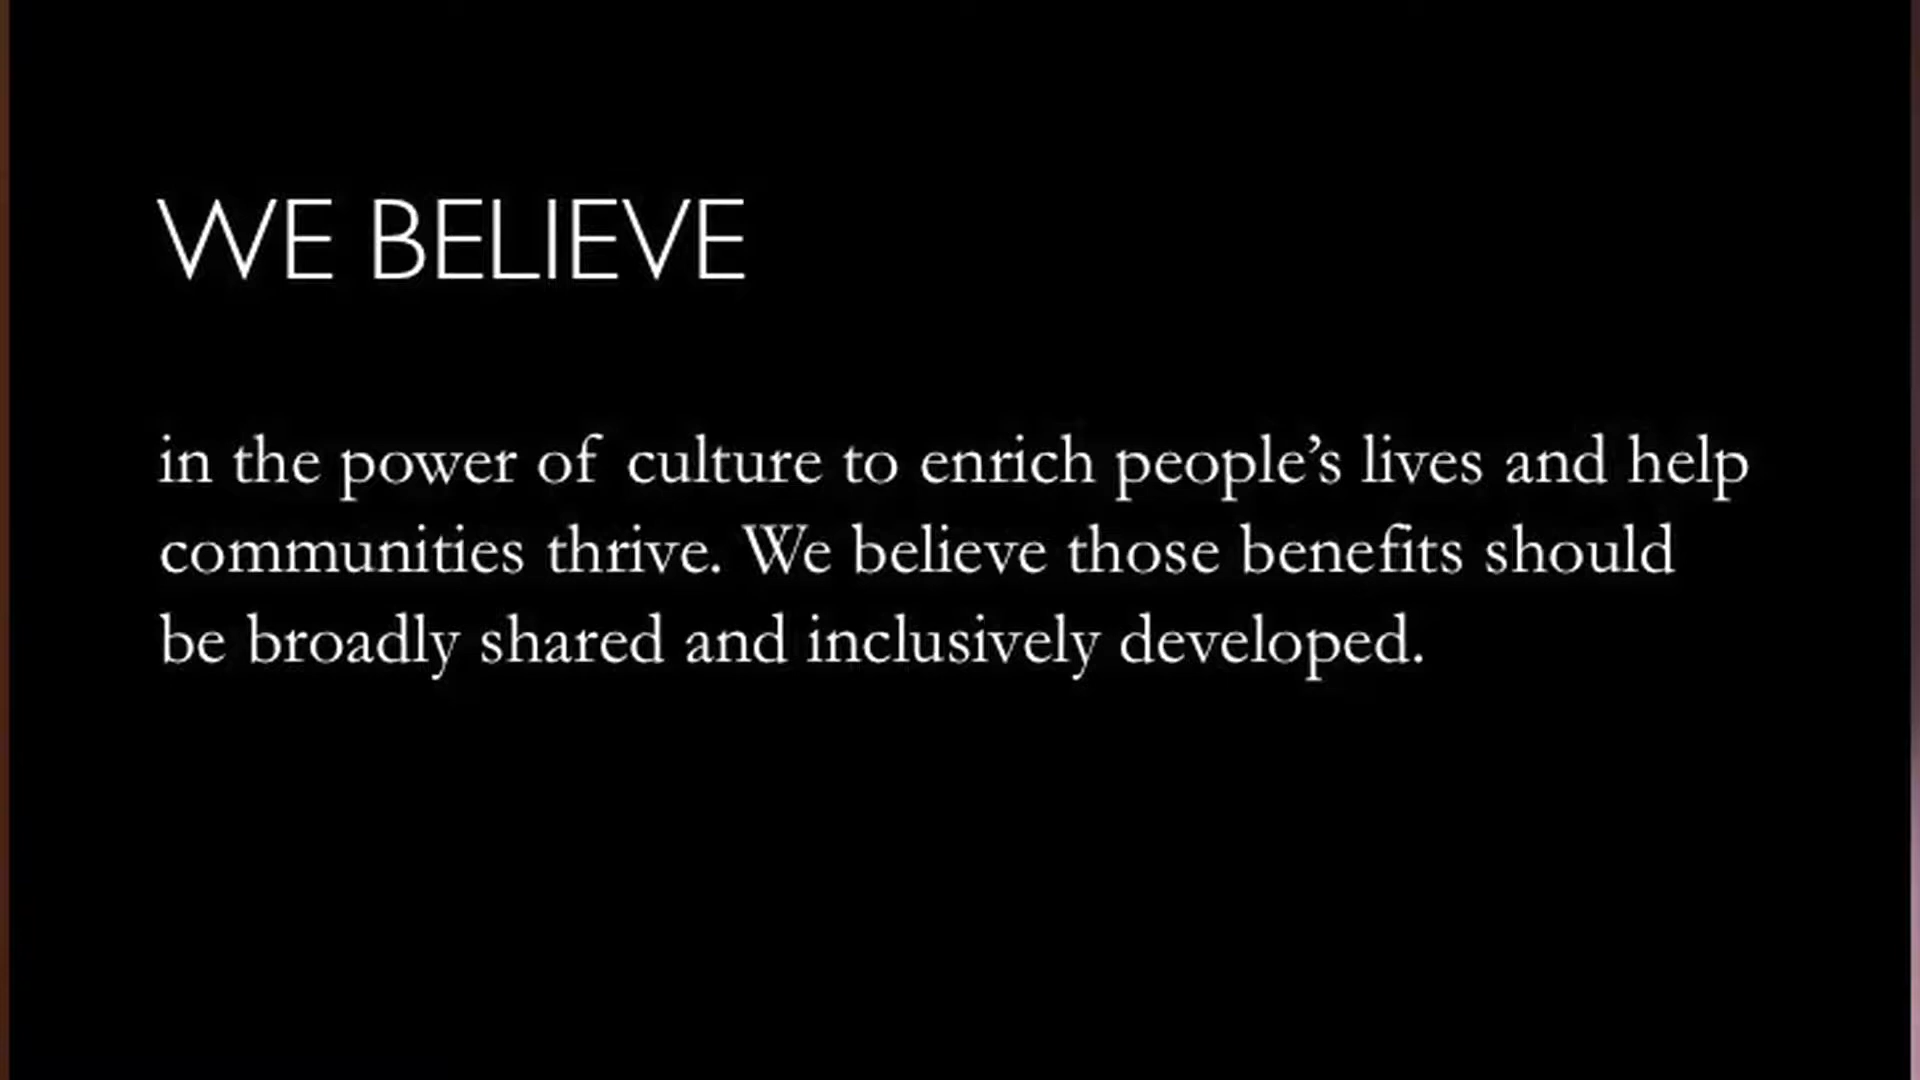 WE BELIEVE
in the power of culture to enrich people’s lives and help
communities thrive. We believe those benefits should
be broadly shared and inclusively developed.